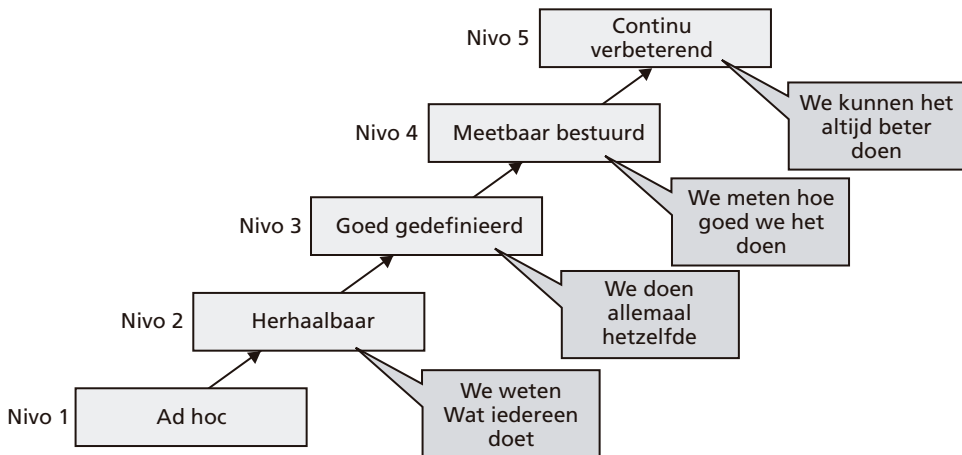 Nivo 5
Continu
verbeterend
We kunnen het
altijd beter
doen
Nivo 4
Meetbaar bestuurd
We meten hoe
goed we het
doen
Nivo 3
Goed gedefinieerd
We doen
allemaal
hetzelfde
Nivo 2
Herhaalbaar
We weten
Wat iedereen
doet
Nivo 1
Ad hoc